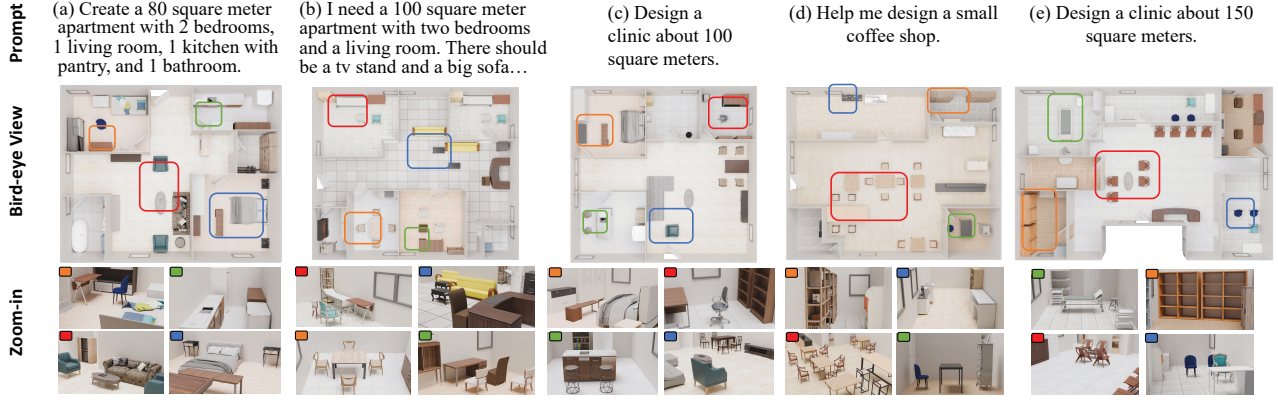 Prompt
(a) Create a 80 square meter
apartment with 2 bedrooms,
1 living room, 1 kitchen with
pantry, and 1 bathroom.
(b) I need a 100 square meter
apartment with two bedrooms
and a living room. There should
be a tv stand and a big sofa…
(c) Design a
clinic about 100
square meters.
(d) Help me design a small
coffee shop.
(e) Design a clinic about 150
square meters.
Bird-eye View
Zoom-in